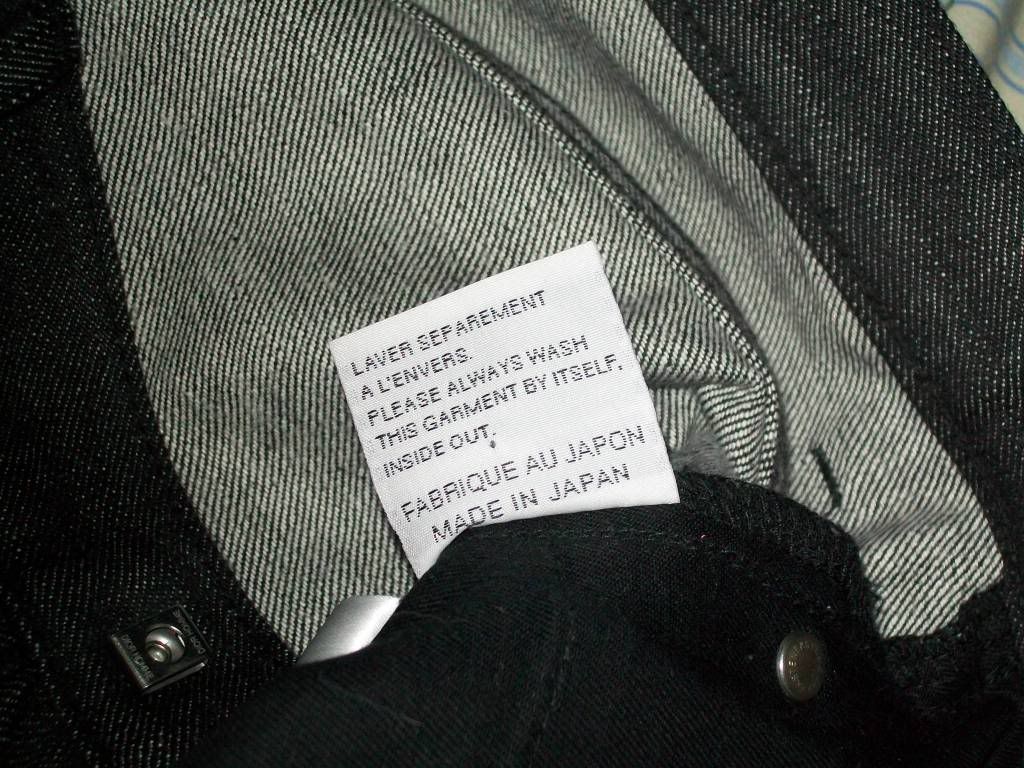 LAVER SEPAREMENT
A L'ENVERS.
PLEASE ALWAYS WASH
THIS GARMENT BY ITSELF,
INSIDE OUT.
FABRIQUE AU JAPON
MADE IN JAPAN